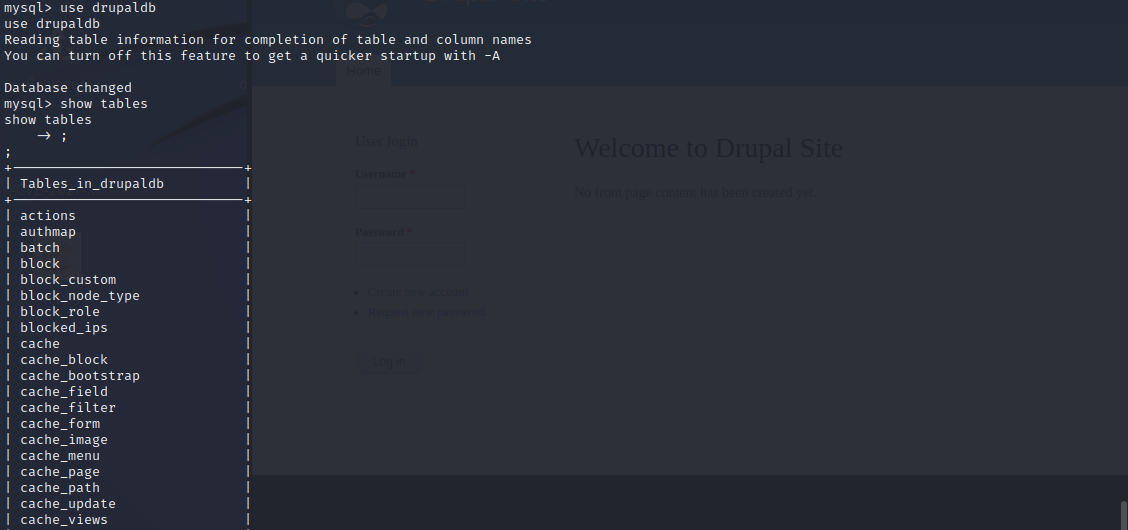 mysql> use drupaldb
use drupaldb
Reading table information for completion of table and column names
You can turn off this feature to get a quicker startup with -A
Database changed
mysql> show tables
show tables
    -> ;
;
+-----------------------------+
| Tables_in_drupaldb          |
+-----------------------------+
| actions                     |
| authmap                     |
| batch                       |
| block                       |
| block_custom                |
| block_node_type             |
| block_role                  |
| blocked_ips                 |
| cache                       |
| cache_block                 |
| cache_bootstrap             |
| cache_field                 |
| cache_filter                |
| cache_form                  |
| cache_image                 |
| cache_menu                  |
| cache_page                  |
| cache_path                  |
| cache_update                |
| cache_views                 |
Home
User login
Username *
Password *
Create new account
Request new password
Log in
Welcome to Drupal Site
No front page content has been created yet.